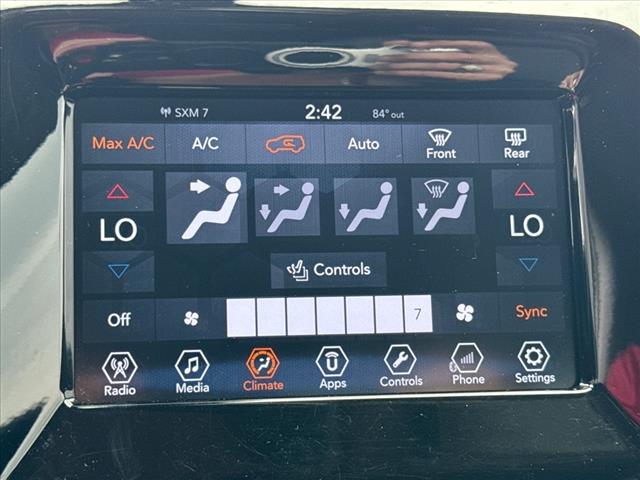 SXM 7 2:42 84° out
Max A/C A/C Auto Front Rear
LO LO
Controls
Off 7 Sync
Radio Media Climate Apps Controls Phone Settings